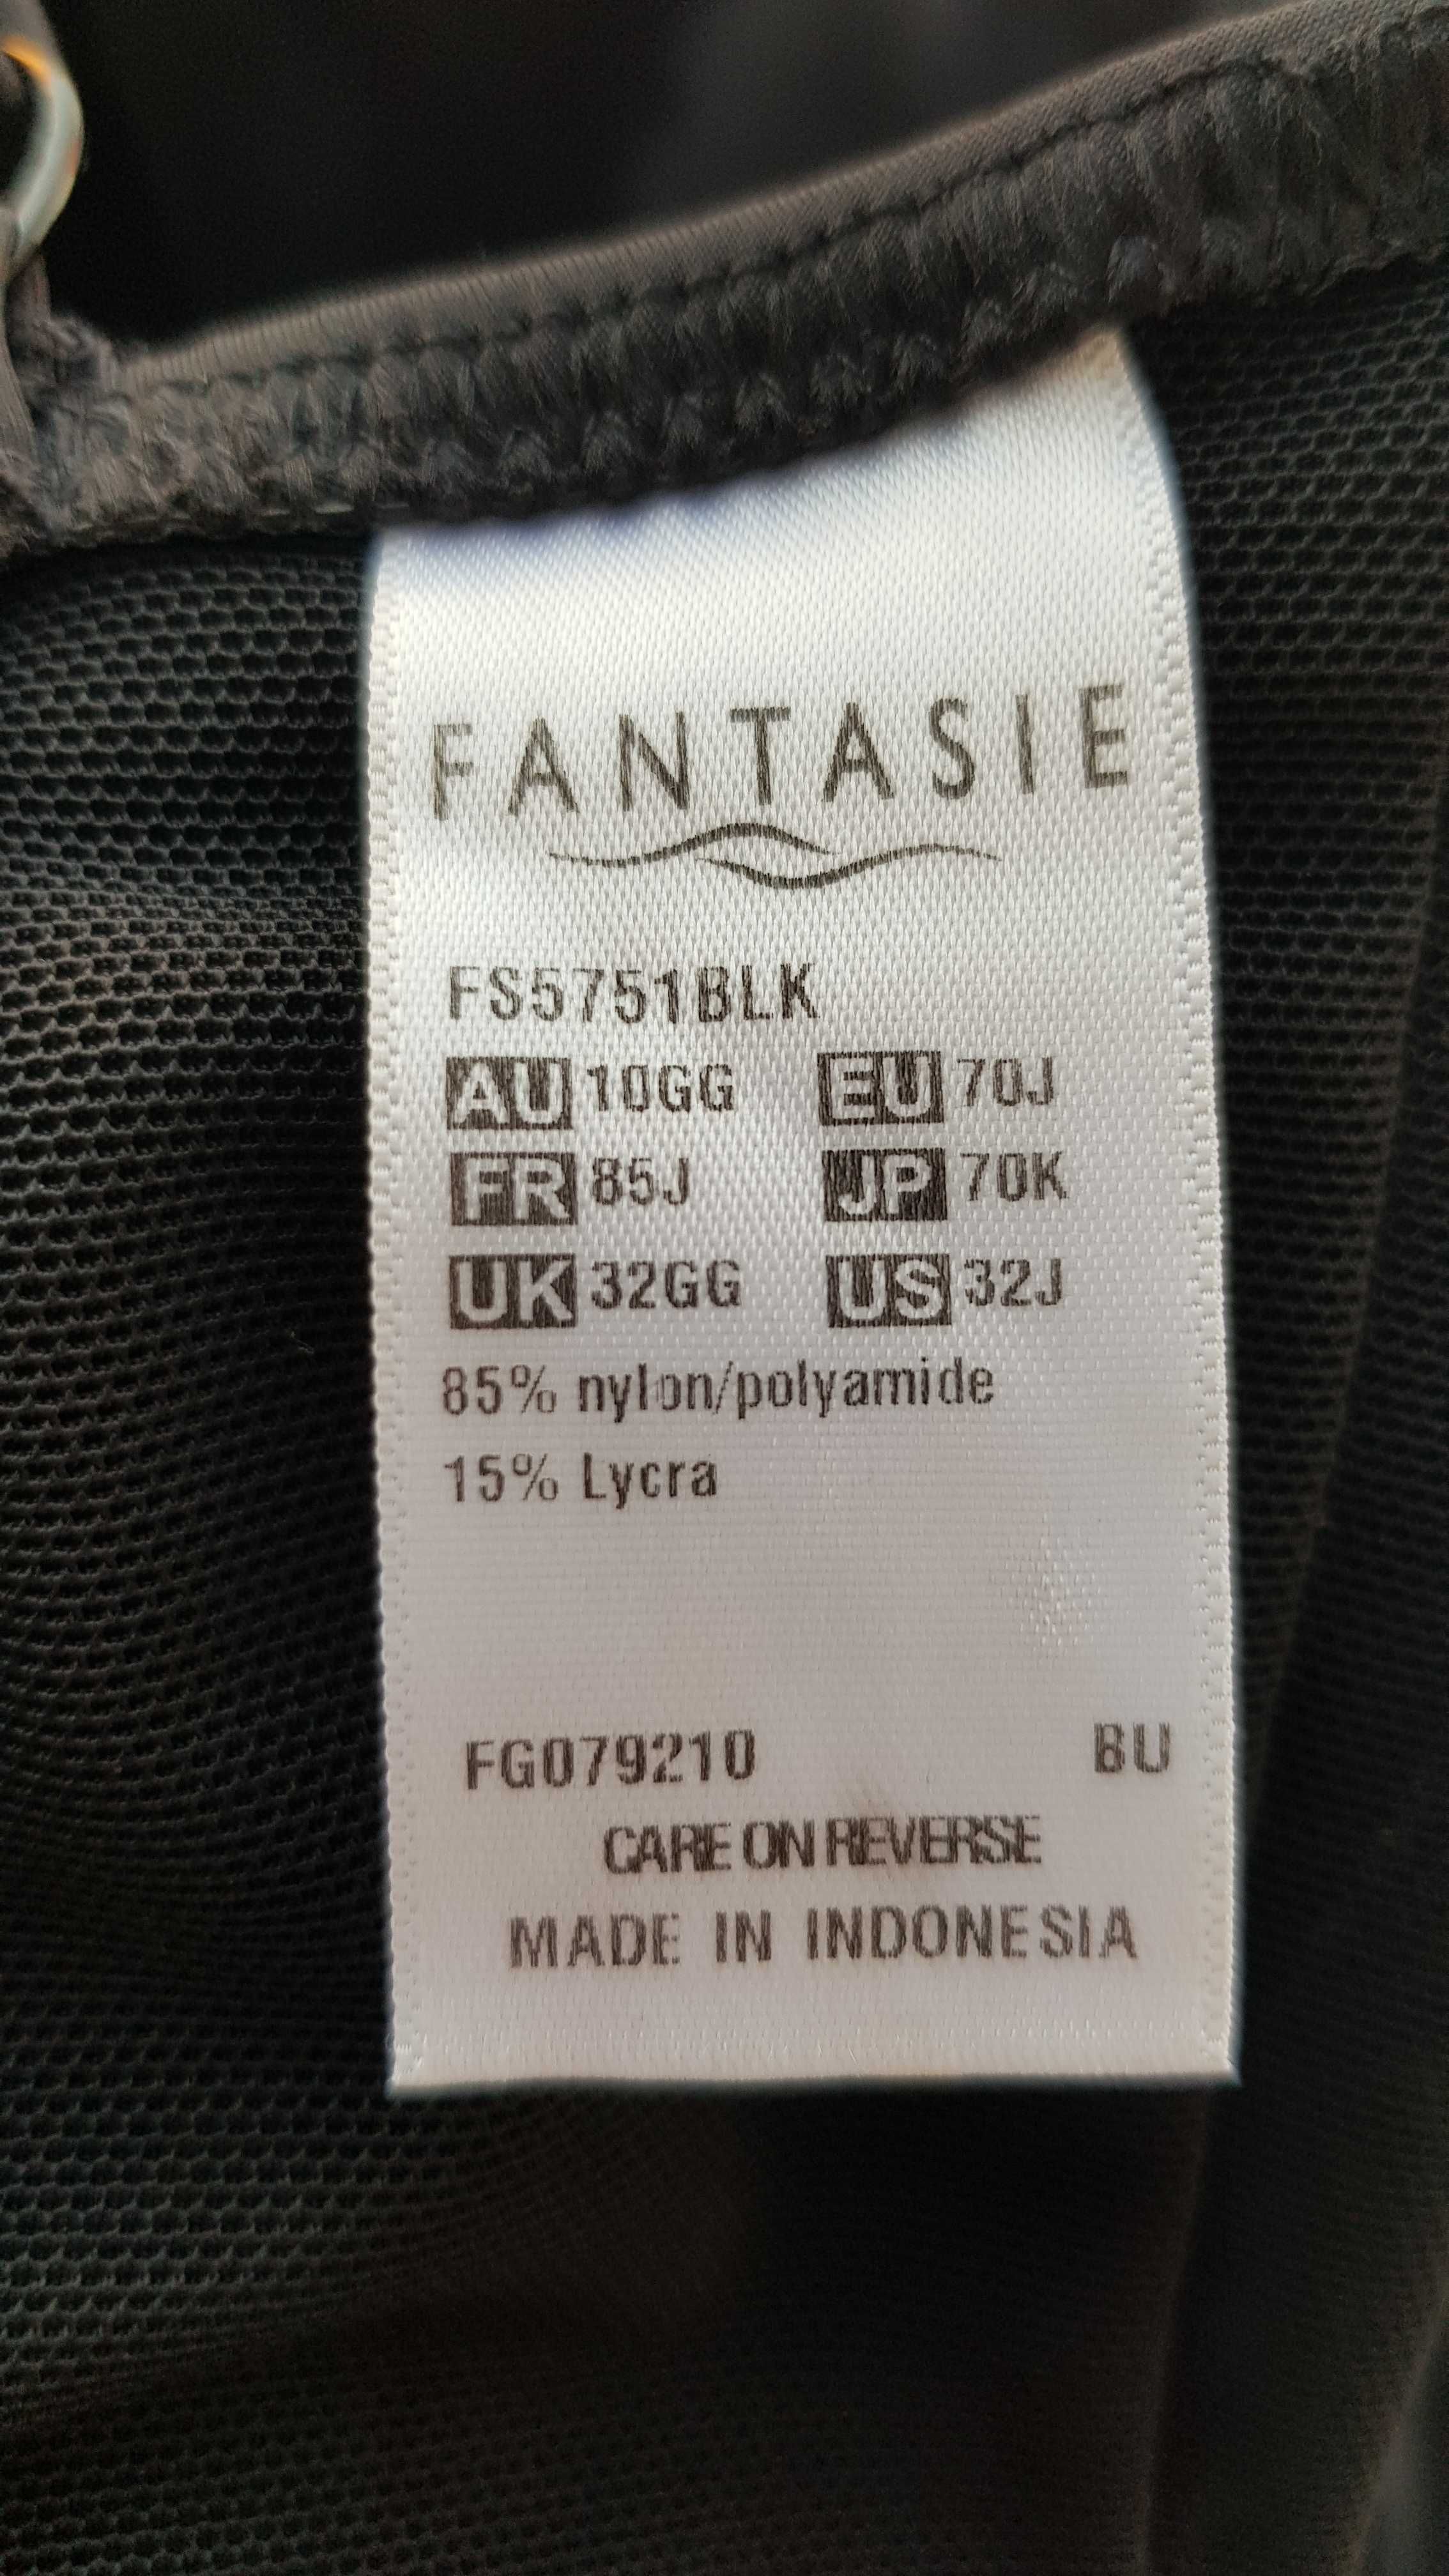 FANTASIE
FS5751BLK
AU 10GG EU 70J
FR 85J JP 70K
UK 32GG US 32J
85% nylon/polyamide
15% Lycra
FG079210 BU
CARE ON REVERSE
MADE IN INDONESIA